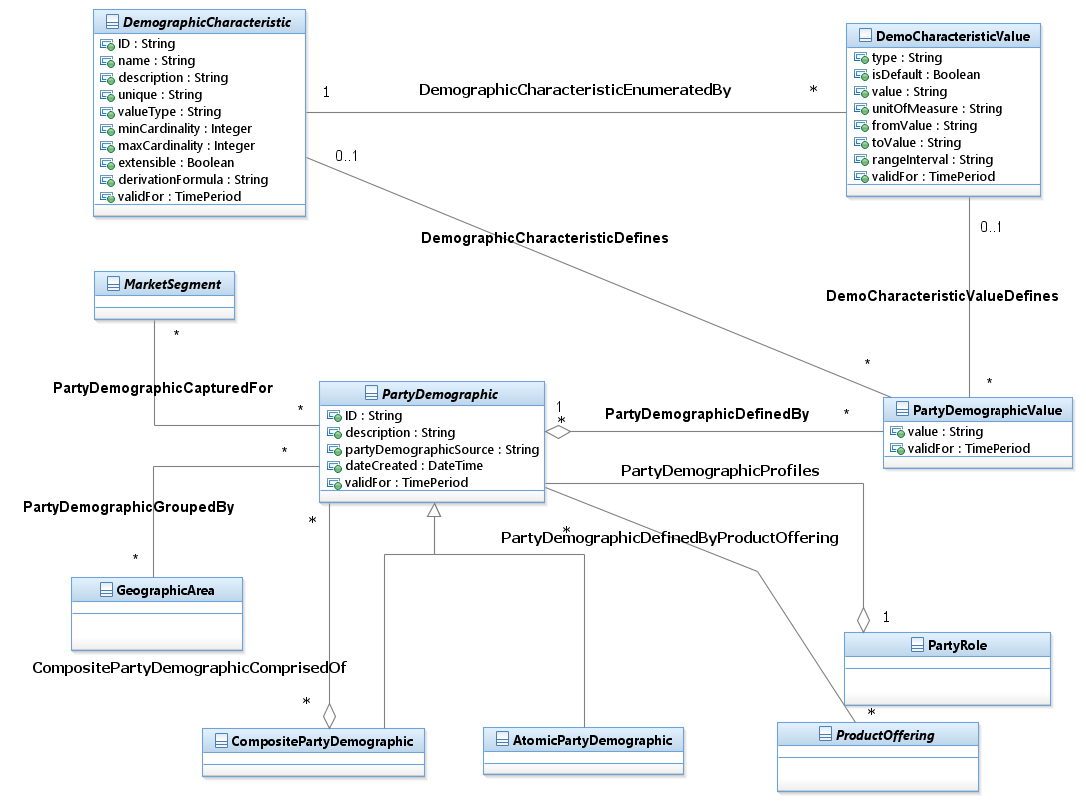 DemographicCharacteristic
ID : String
name : String
description : String
unique : String
valueType : String
minCardinality : Integer
maxCardinality : Integer
extensible : Boolean
derivationFormula : String
validFor : TimePeriod
DemoCharacteristicValue
type : String
isDefault : Boolean
value : String
unitOfMeasure : String
fromValue : String
toValue : String
rangeInterval : String
validFor : TimePeriod
1
DemographicCharacteristicEnumeratedBy
*
0..1
0..1
DemographicCharacteristicDefines
MarketSegment
*
DemoCharacteristicValueDefines
*
*
PartyDemographicCapturedFor
*
PartyDemographic
ID : String
description : String
partyDemographicSource : String
dateCreated : DateTime
validFor : TimePeriod
1
*
PartyDemographicDefinedBy
*
PartyDemographicValue
value : String
validFor : TimePeriod
*
PartyDemographicProfiles
PartyDemographicGroupedBy
*
*
PartyDemographicDefinedByProductOffering
*
GeographicArea
1
PartyRole
CompositePartyDemographicComprisedOf
*
*
CompositePartyDemographic
AtomicPartyDemographic
ProductOffering